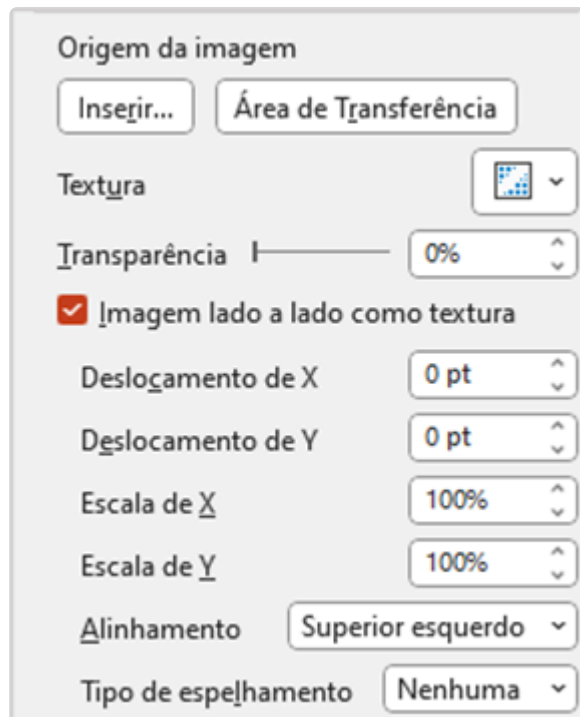 Origem da imagem
Inserir... Área de Transferência
Textura
Transparência 0%
Imagem lado a lado como textura
Deslocamento de X 0 pt
Deslocamento de Y 0 pt
Escala de X 100%
Escala de Y 100%
Alinhamento Superior esquerdo
Tipo de espelhamento Nenhuma